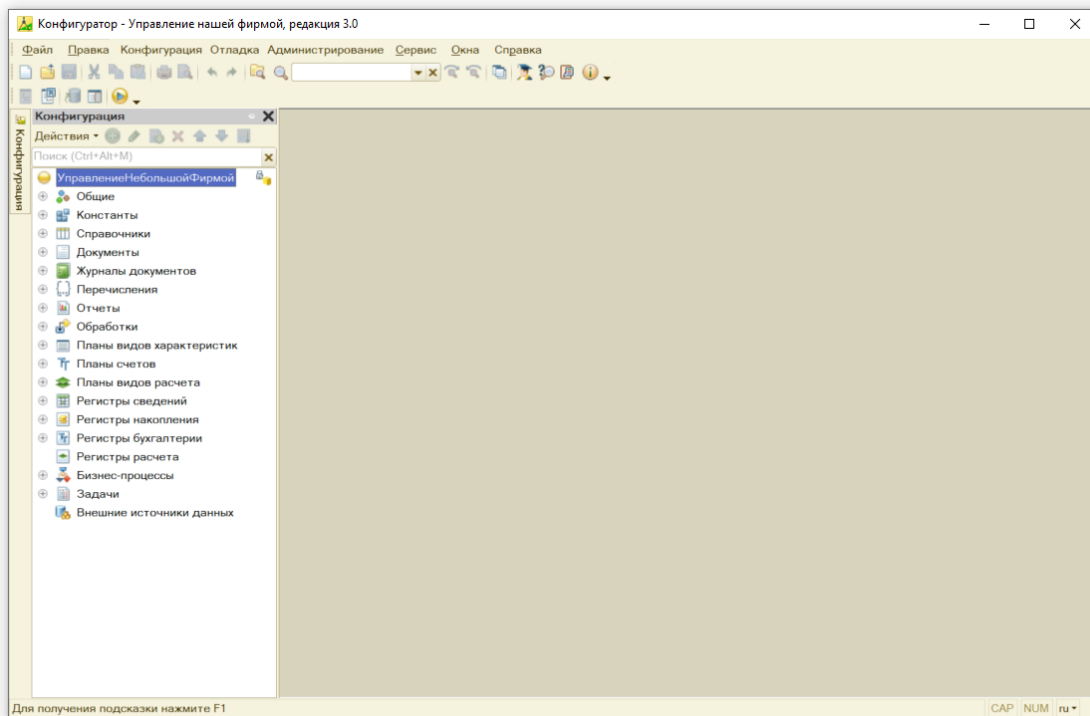 Конфигуратор - Управление нашей фирмой, редакция 3.0
Файл Правка Конфигурация Отладка Администрирование Сервис Окна Справка
Конфигурация
Конфигурация
Действия
Поиск (Ctrl+Alt+M)
УправлениеНебольшойФирмой
Общие
Константы
Справочники
Документы
Журналы документов
Перечисления
Отчеты
Обработки
Планы видов характеристик
Планы счетов
Планы видов расчета
Регистры сведений
Регистры накопления
Регистры бухгалтерии
Регистры расчета
Бизнес-процессы
Задачи
Внешние источники данных
Для получения подсказки нажмите F1 CAP NUM ru